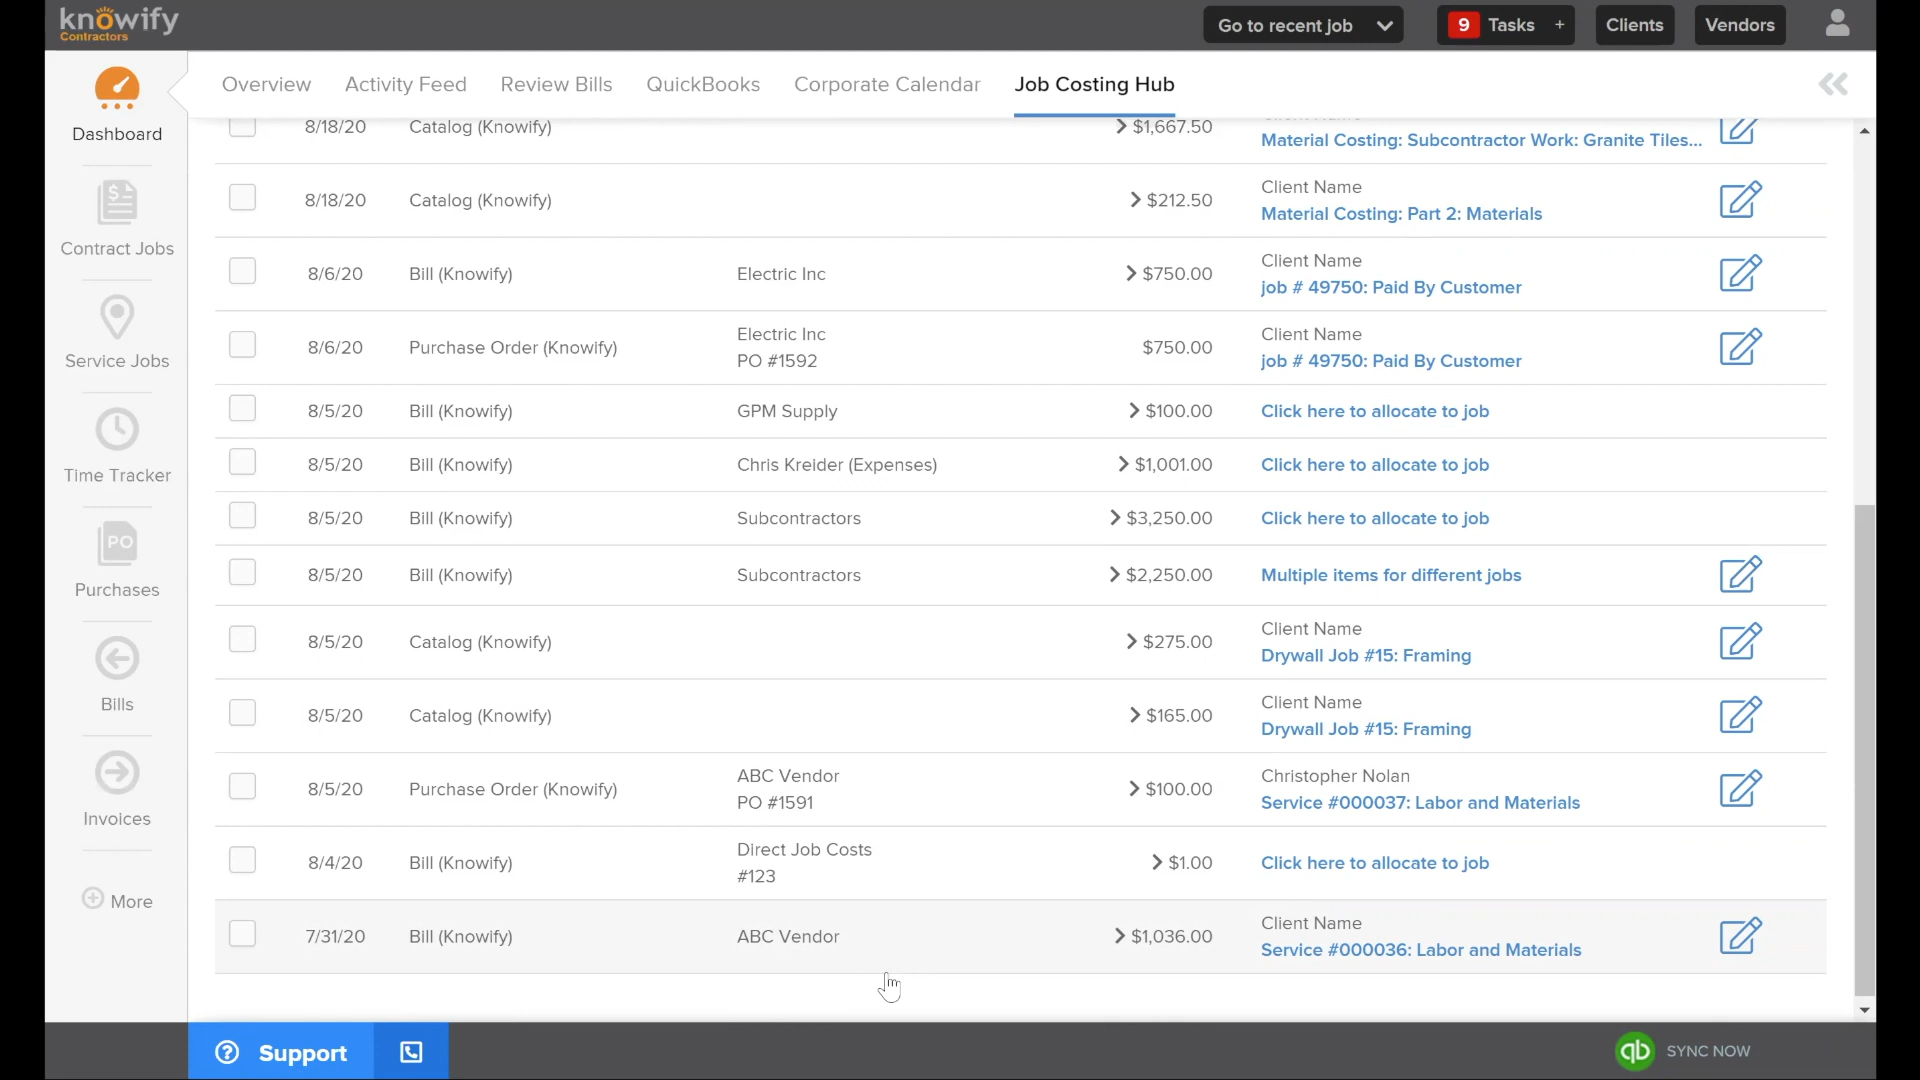 knowify
Contractors
Go to recent job
9 Tasks +
Clients
Vendors
Overview
Activity Feed
Review Bills
QuickBooks
Corporate Calendar
Job Costing Hub
Dashboard
Contract Jobs
Service Jobs
Time Tracker
PO
Purchases
Bills
Invoices
More
8/18/20 Catalog (Knowify) $1,667.50
Material Costing: Subcontractor Work: Granite Tiles...
8/18/20 Catalog (Knowify) $212.50 Client Name
Material Costing: Part 2: Materials
8/6/20 Bill (Knowify) Electric Inc $750.00 Client Name
job # 49750: Paid By Customer
8/6/20 Purchase Order (Knowify) Electric Inc $750.00 Client Name
PO #1592 job # 49750: Paid By Customer
8/5/20 Bill (Knowify) GPM Supply $100.00 Click here to allocate to job
8/5/20 Bill (Knowify) Chris Kreider (Expenses) $1,001.00 Click here to allocate to job
8/5/20 Bill (Knowify) Subcontractors $3,250.00 Click here to allocate to job
8/5/20 Bill (Knowify) Subcontractors $2,250.00 Multiple items for different jobs
8/5/20 Catalog (Knowify) $275.00 Client Name
Drywall Job #15: Framing
8/5/20 Catalog (Knowify) $165.00 Client Name
Drywall Job #15: Framing
8/5/20 Purchase Order (Knowify) ABC Vendor $100.00 Christopher Nolan
PO #1591 Service #000037: Labor and Materials
8/4/20 Bill (Knowify) Direct Job Costs $1.00 Click here to allocate to job
#123
7/31/20 Bill (Knowify) ABC Vendor $1,036.00 Client Name
Service #000036: Labor and Materials
Support
qb SYNC NOW